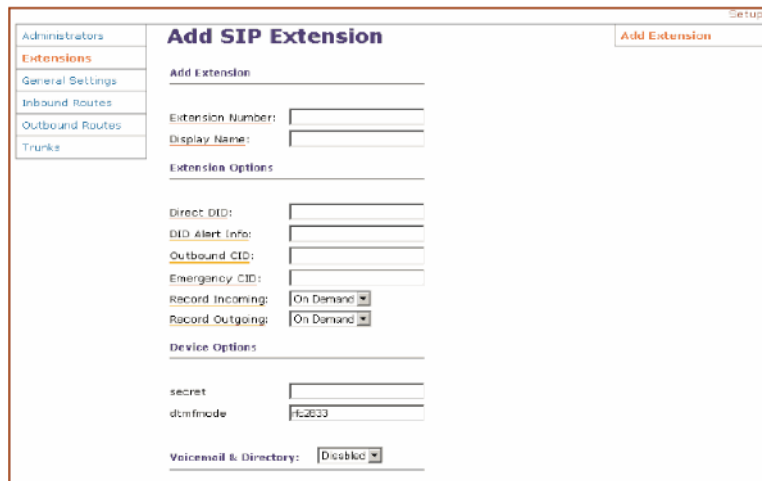 Setup
Administrators
Extensions
General Settings
Inbound Routes
Outbound Routes
Trunks
Add SIP Extension
Add Extension
Add Extension
Extension Number:
Display Name:
Extension Options
Direct DID:
DID Alert Info:
Outbound CID:
Emergency CID:
Record Incoming: On Demand
Record Outgoing: On Demand
Device Options
secret
dtmfmode rfc2833
Voicemail & Directory: Disabled